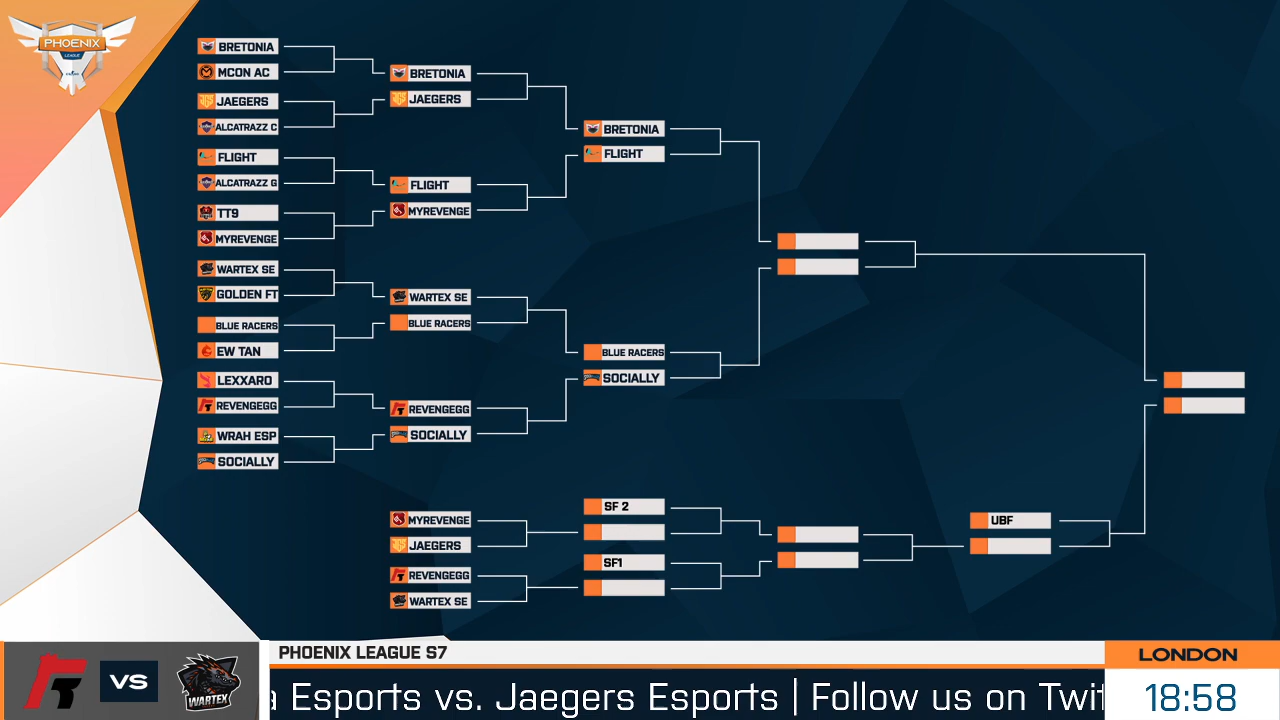 PHOENIX
LEAGUE
BRETONIA
MCON AC
JAEGERS
ALCATRAZZ C
FLIGHT
ALCATRAZZ G
TT9
MYREVENGE
WARTEX SE
GOLDEN FT
BLUE RACERS
EW TAN
LEXXARO
REVENGEGG
WRAH ESP
SOCIALLY
BRETONIA
JAEGERS
FLIGHT
MYREVENGE
WARTEX SE
BLUE RACERS
REVENGEGG
SOCIALLY
MYREVENGE
JAEGERS
REVENGEGG
WARTEX SE
BRETONIA
FLIGHT
BLUE RACERS
SOCIALLY
SF 2
SF1
UBF
VS
WARTEX
PHOENIX LEAGUE S7
a Esports vs. Jaegers Esports | Follow us on Twit
LONDON
18:58